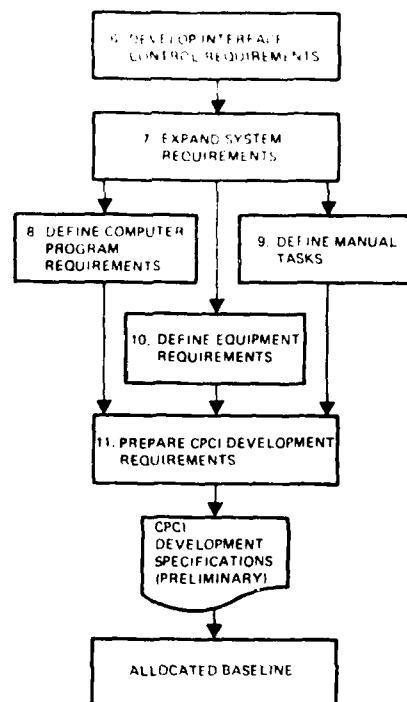 6. DEVELOP INTERFACE
CONTROL REQUIREMENTS
7. EXPAND SYSTEM
REQUIREMENTS
8. DEFINE COMPUTER
PROGRAM
REQUIREMENTS
9. DEFINE MANUAL
TASKS
10. DEFINE EQUIPMENT
REQUIREMENTS
11. PREPARE CPCI DEVELOPMENT
REQUIREMENTS
CPCI
DEVELOPMENT
SPECIFICATIONS
(PRELIMINARY)
ALLOCATED BASELINE